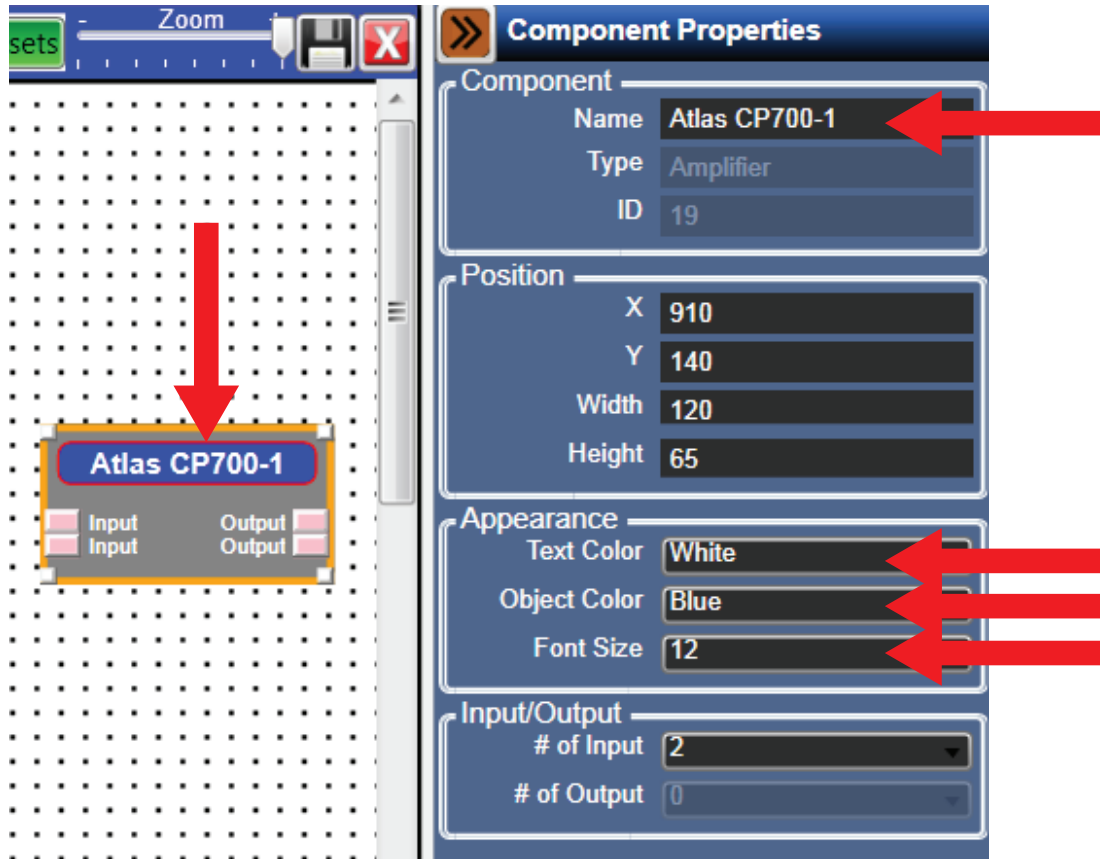 sets
- Zoom
X
Atlas CP700-1
Input Output
Input Output
Component Properties
Component
Name Atlas CP700-1
Type Amplifier
ID 19
Position
X 910
Y 140
Width 120
Height 65
Appearance
Text Color White
Object Color Blue
Font Size 12
Input/Output
# of Input 2
# of Output 0